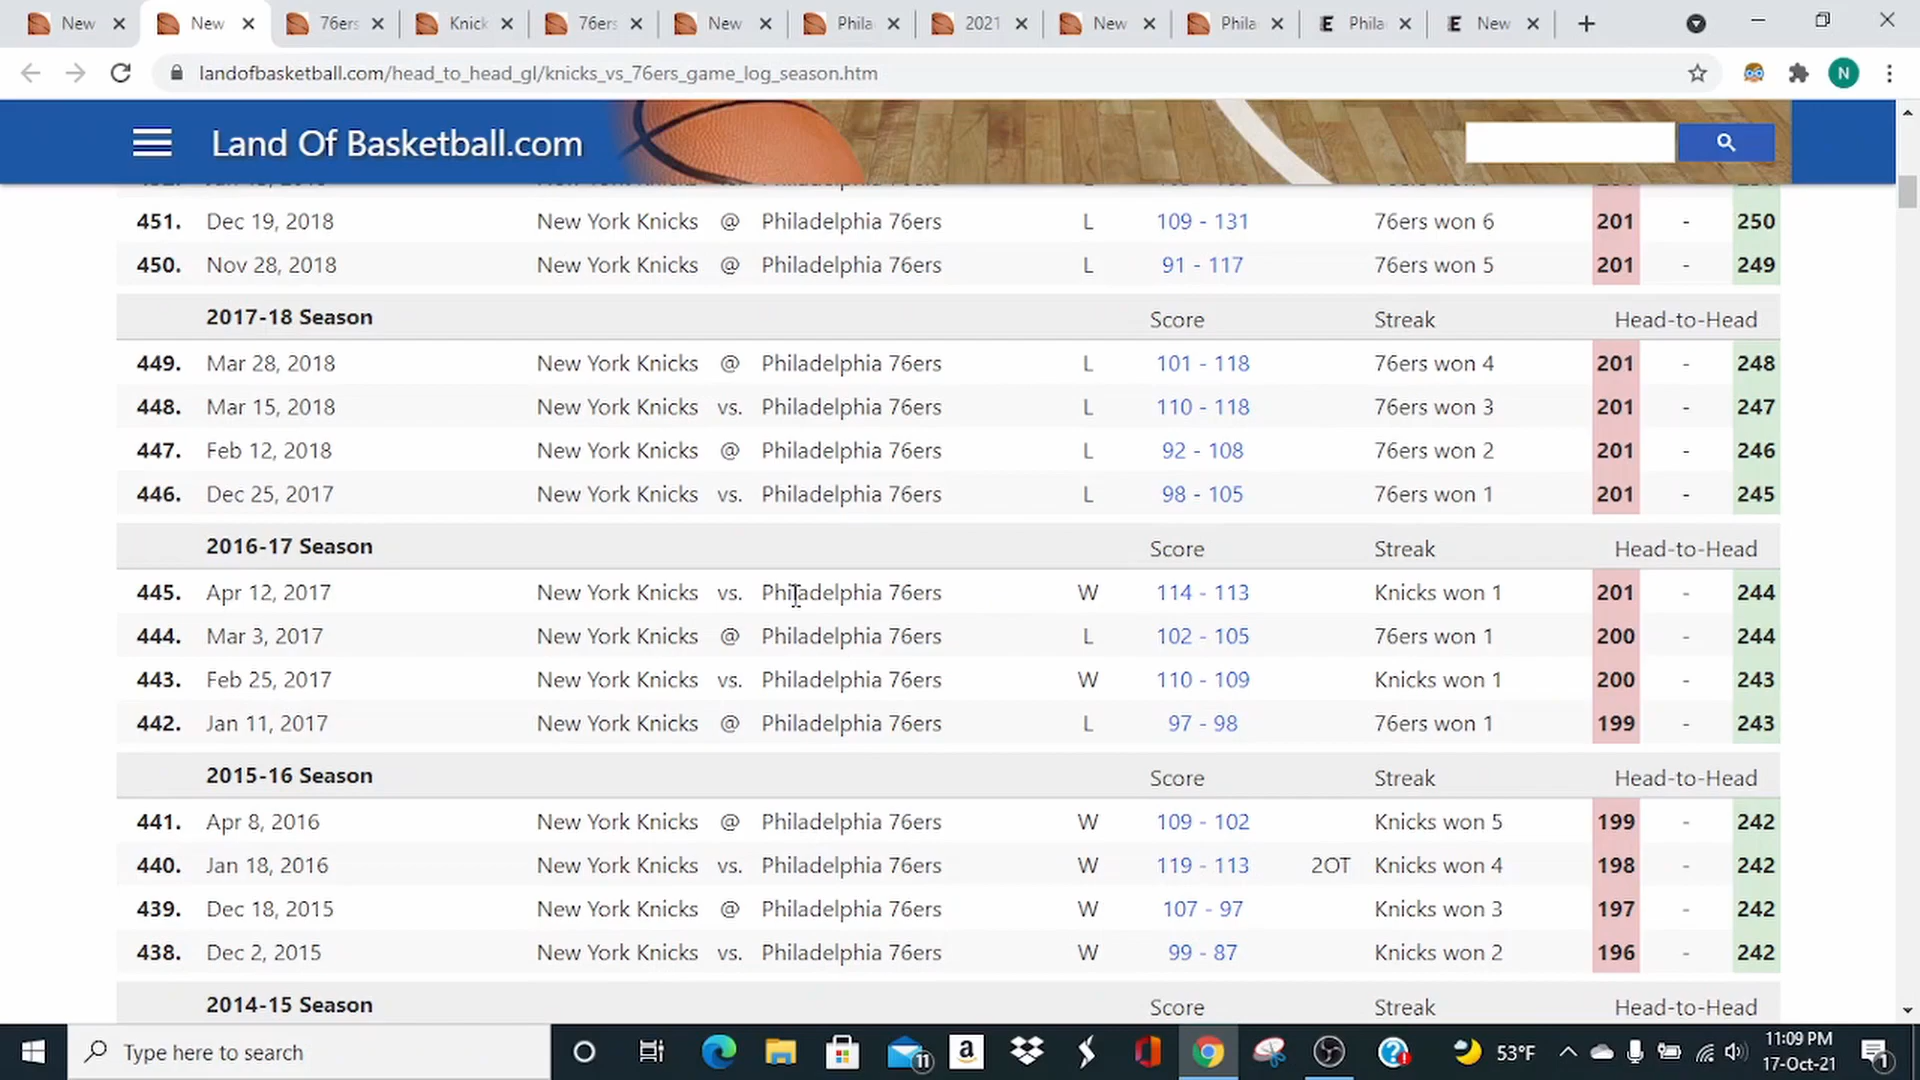 New
New
76ers
Knick
76ers
New
Phila
2021
New
Phila
Phila
New
landofbasketball.com/head_to_head_gl/knicks_vs_76ers_game_log_season.htm
N
Land Of Basketball.com
451. Dec 19, 2018 New York Knicks @ Philadelphia 76ers L 109 - 131 76ers won 6 201 - 250
450. Nov 28, 2018 New York Knicks @ Philadelphia 76ers L 91 - 117 76ers won 5 201 - 249
2017-18 Season Score Streak Head-to-Head
449. Mar 28, 2018 New York Knicks @ Philadelphia 76ers L 101 - 118 76ers won 4 201 - 248
448. Mar 15, 2018 New York Knicks vs. Philadelphia 76ers L 110 - 118 76ers won 3 201 - 247
447. Feb 12, 2018 New York Knicks @ Philadelphia 76ers L 92 - 108 76ers won 2 201 - 246
446. Dec 25, 2017 New York Knicks vs. Philadelphia 76ers L 98 - 105 76ers won 1 201 - 245
2016-17 Season Score Streak Head-to-Head
445. Apr 12, 2017 New York Knicks vs. Philadelphia 76ers W 114 - 113 Knicks won 1 201 - 244
444. Mar 3, 2017 New York Knicks @ Philadelphia 76ers L 102 - 105 76ers won 1 200 - 244
443. Feb 25, 2017 New York Knicks vs. Philadelphia 76ers W 110 - 109 Knicks won 1 200 - 243
442. Jan 11, 2017 New York Knicks @ Philadelphia 76ers L 97 - 98 76ers won 1 199 - 243
2015-16 Season Score Streak Head-to-Head
441. Apr 8, 2016 New York Knicks @ Philadelphia 76ers W 109 - 102 Knicks won 5 199 - 242
440. Jan 18, 2016 New York Knicks vs. Philadelphia 76ers W 119 - 113 2OT Knicks won 4 198 - 242
439. Dec 18, 2015 New York Knicks @ Philadelphia 76ers W 107 - 97 Knicks won 3 197 - 242
438. Dec 2, 2015 New York Knicks vs. Philadelphia 76ers W 99 - 87 Knicks won 2 196 - 242
2014-15 Season Score Streak Head-to-Head
Type here to search
11
53°F
11:09 PM
17-Oct-21
1